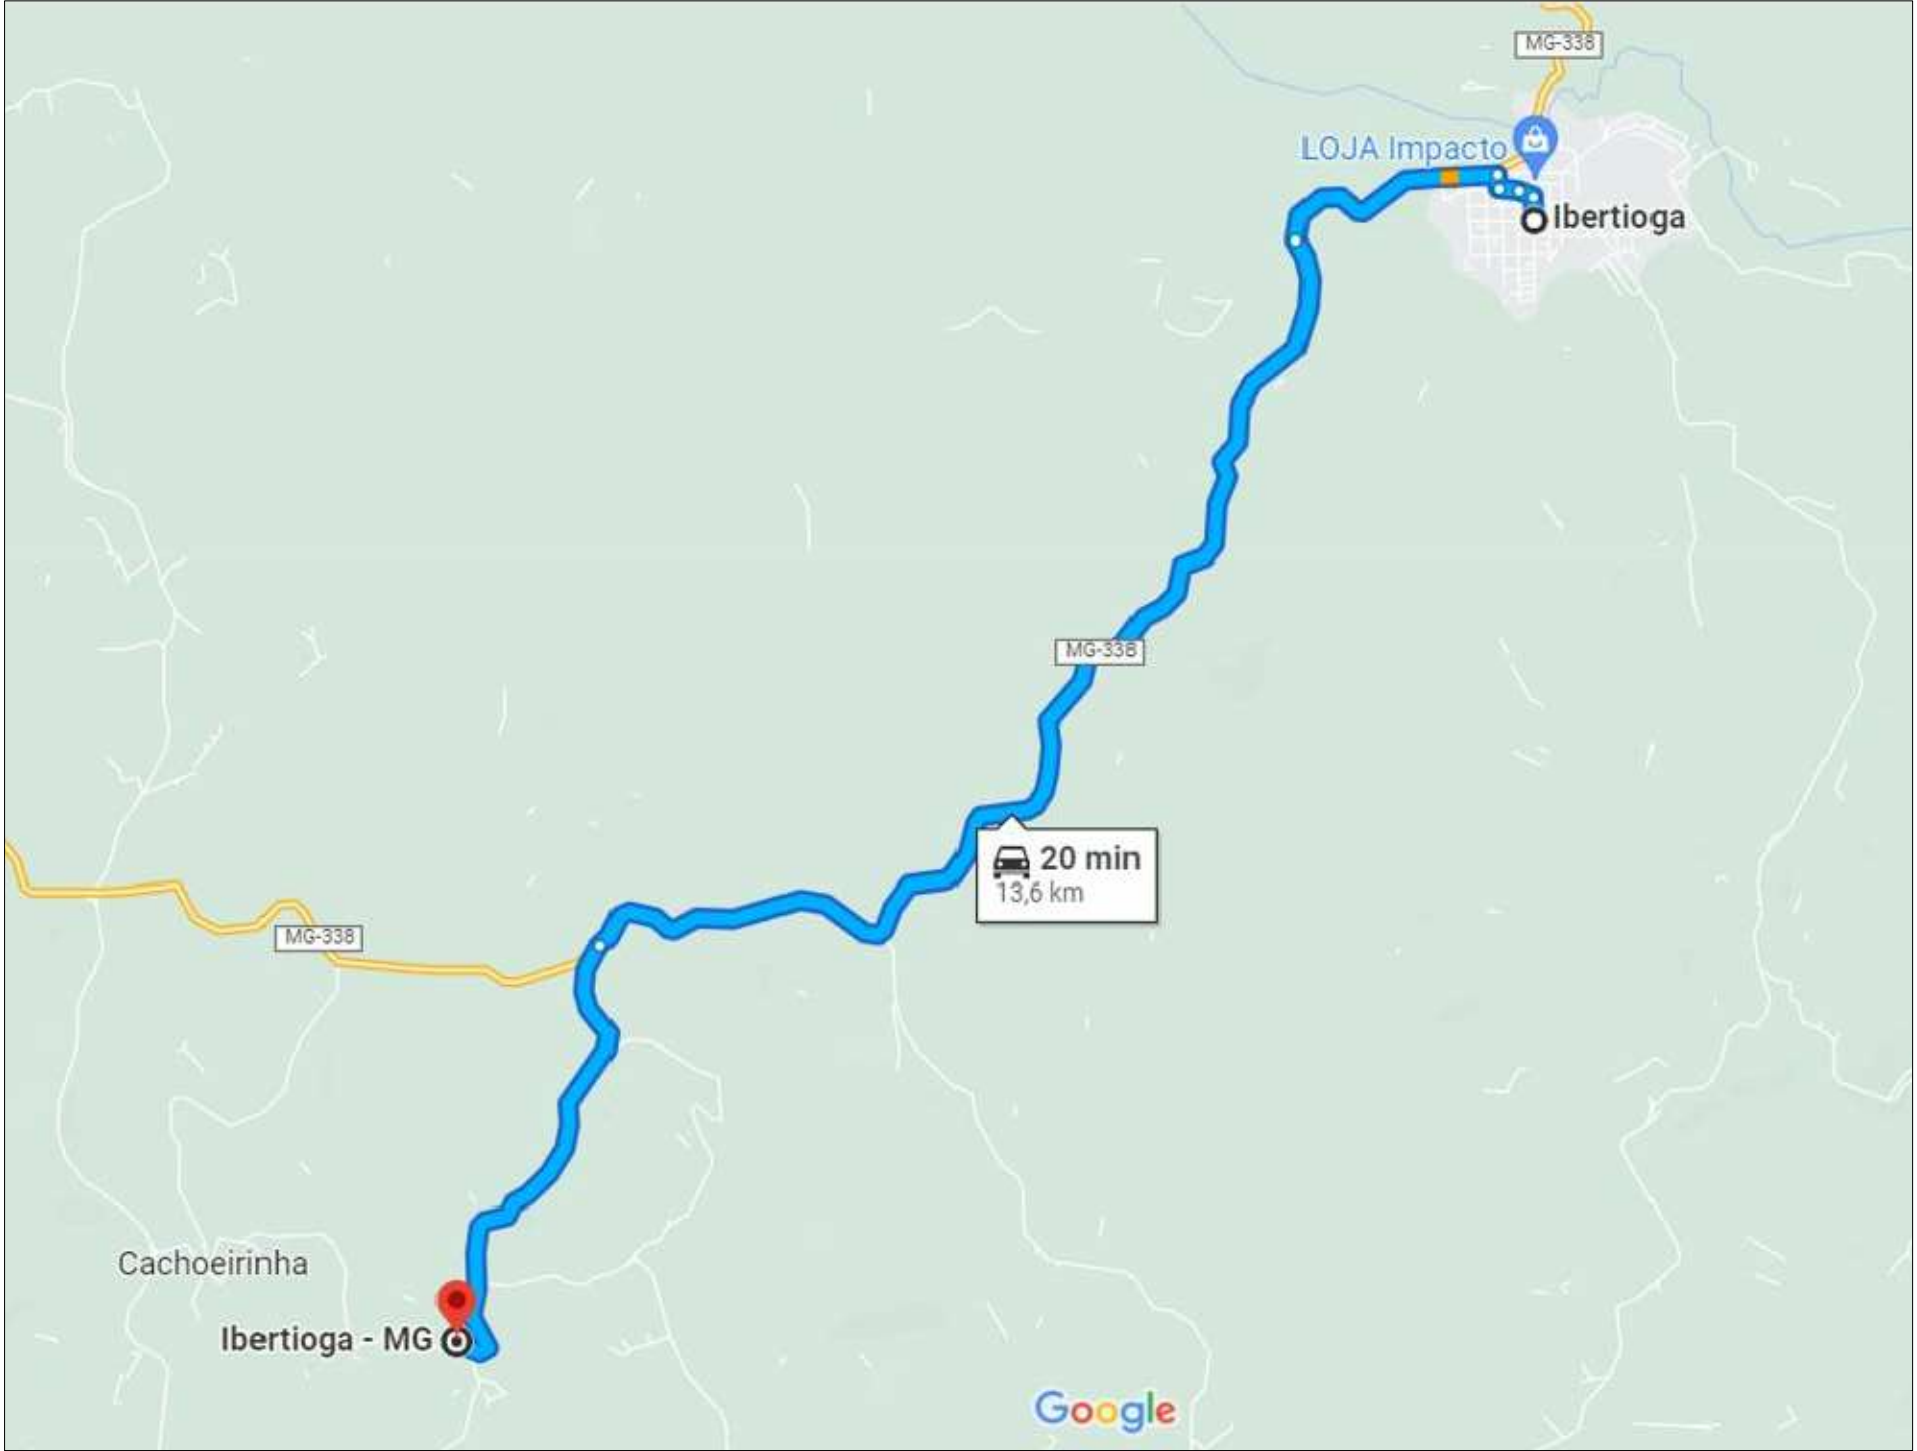 MG-338
LOJA Impacto
Ibertioga
MG-338
20 min
13,6 km
MG-338
Cachoeirinha
Ibertioga - MG
Google